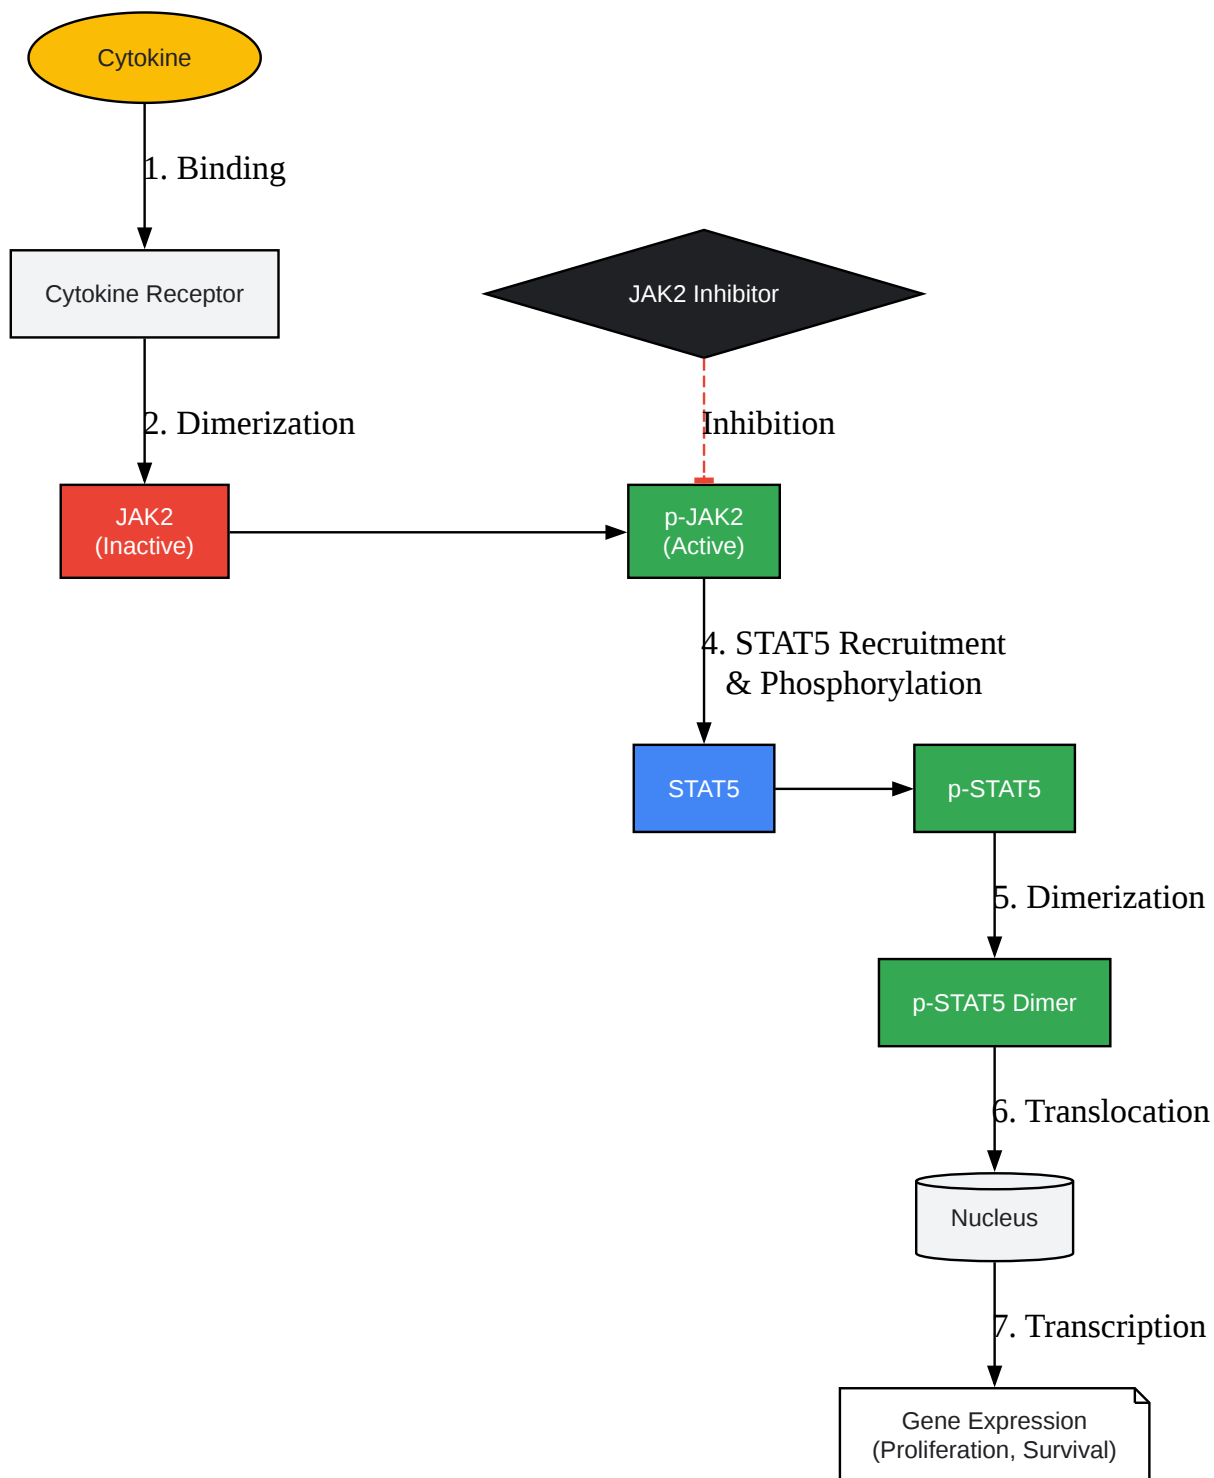 Cytokine
1. Binding
Cytokine Receptor
JAK2 Inhibitor
2. Dimerization
Inhibition
JAK2
(Inactive)
p-JAK2
(Active)
4. STAT5 Recruitment
& Phosphorylation
STAT5
p-STAT5
5. Dimerization
p-STAT5 Dimer
6. Translocation
Nucleus
7. Transcription
Gene Expression
(Proliferation, Survival)